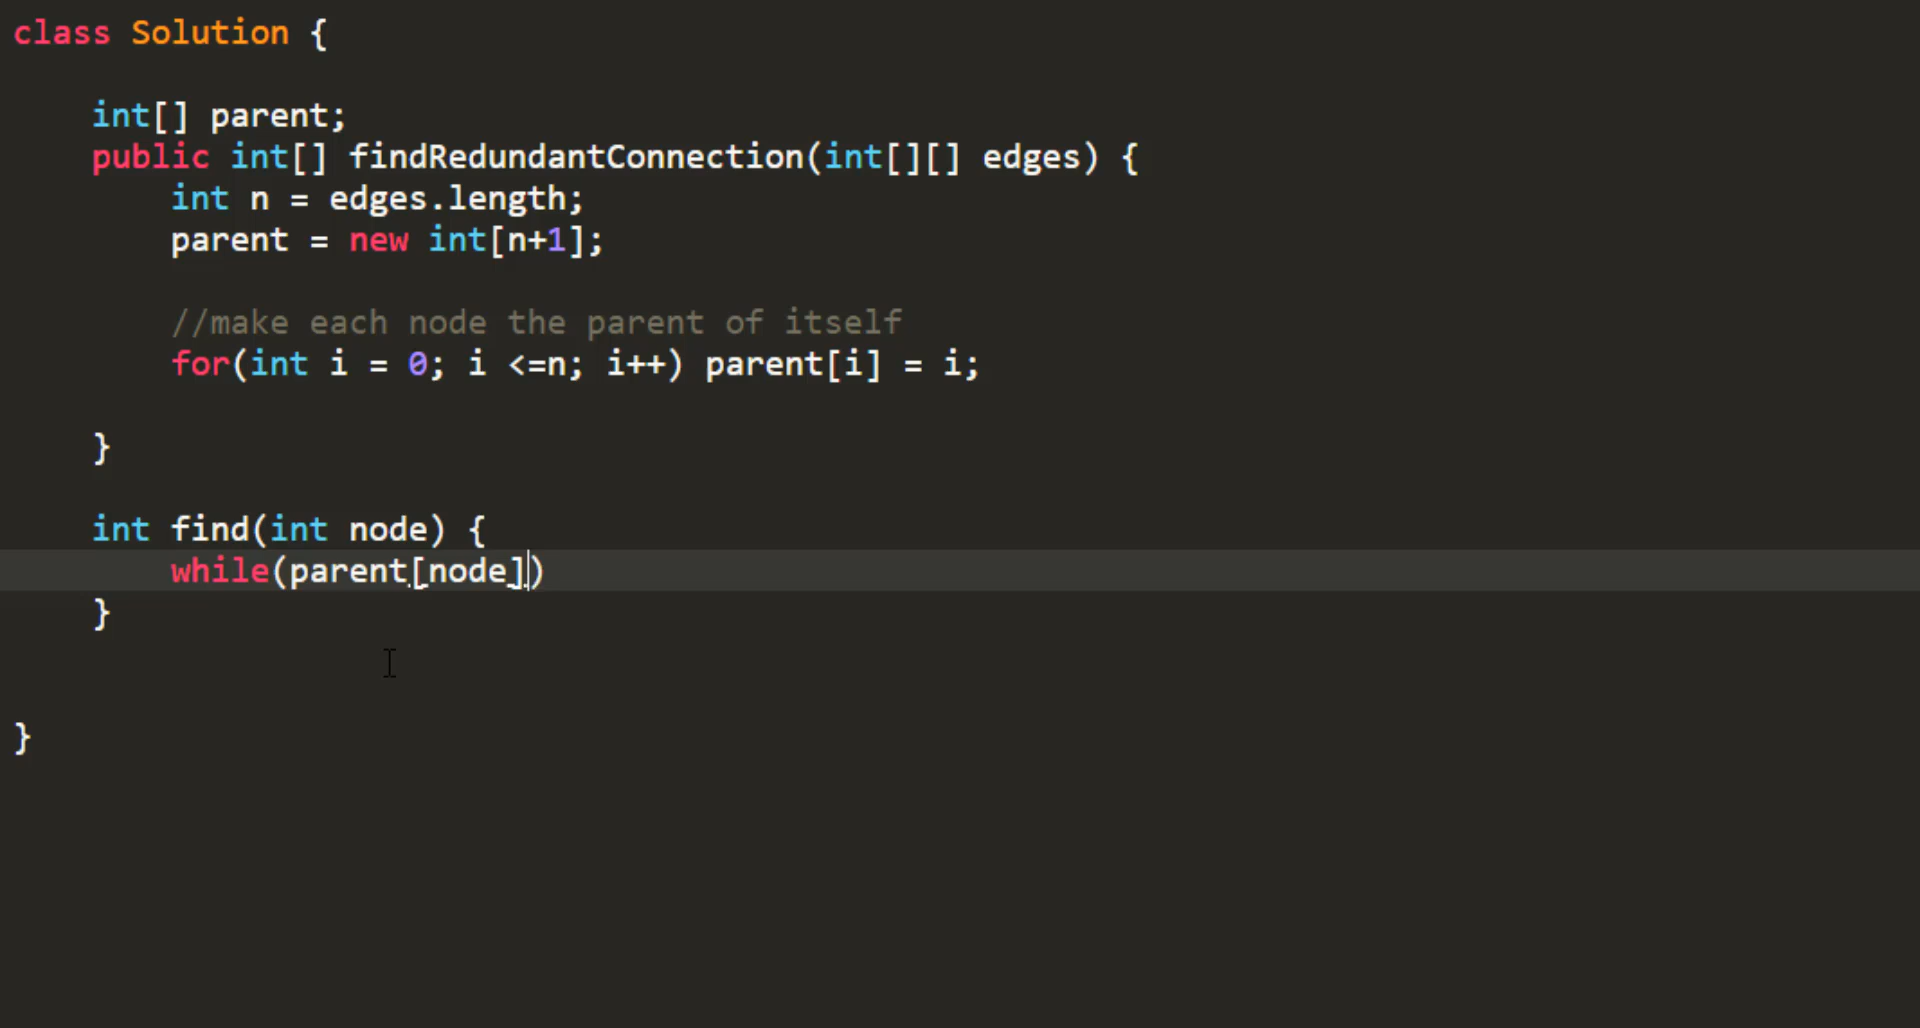 class Solution {
int[] parent;
public int[] findRedundantConnection(int[][] edges) {
int n = edges.length;
parent = new int[n+1];
//make each node the parent of itself
for(int i = 0; i <=n; i++) parent[i] = i;
}
int find(int node) {
while(parent[node])
}
}